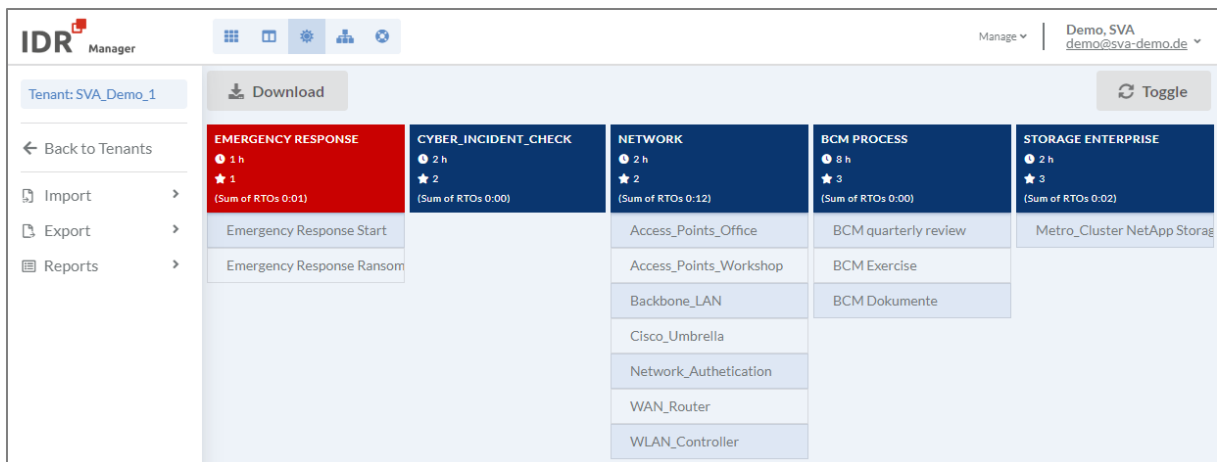 IDR Manager
Manage
Demo, SVA
demo@sva-demo.de
Tenant: SVA_Demo_1
Back to Tenants
Import
Export
Reports
Download
Toggle
EMERGENCY RESPONSE
1 h
1
(Sum of RTOs 0:01)
Emergency Response Start
Emergency Response Ransom
CYBER_INCIDENT_CHECK
2 h
2
(Sum of RTOs 0:00)
NETWORK
2 h
2
(Sum of RTOs 0:12)
Access_Points_Office
Access_Points_Workshop
Backbone_LAN
Cisco_Umbrella
Network_Authetication
WAN_Router
WLAN_Controller
BCM PROCESS
8 h
3
(Sum of RTOs 0:00)
BCM quarterly review
BCM Exercise
BCM Dokumente
STORAGE ENTERPRISE
2 h
3
(Sum of RTOs 0:02)
Metro_Cluster NetApp Storag